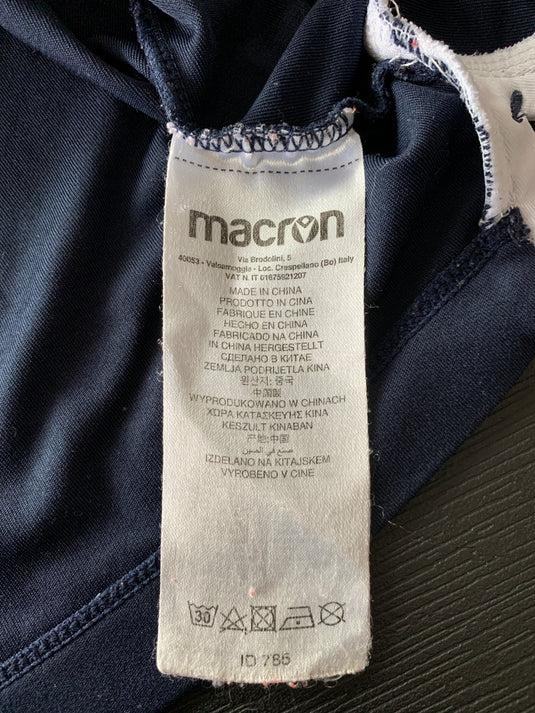 macron
Via Brodolini, 5
40053 - Valsamoggia - Loc. Crespellano (Bo) Italy
VAT N. IT 01675921207
MADE IN CHINA
PRODOTTO IN CINA
FABRIQUE EN CHINE
HECHO EN CHINA
FABRICADO NA CHINA
IN CHINA HERGESTELLT
СДЕЛАНО В КИТАЕ
ZEMLJA PODRIJETLA KINA
원산지: 중국
中国製
WYPRODUKOWANO W CHINACH
ΧΩΡΑ ΚΑΤΑΣΚΕΥΗΣ ΚΙΝΑ
KESZULT KINABAN
产地:中国
صنع في الصين
IZDELANO NA KITAJSKEM
VYROBENO V CINE
30
ID 786